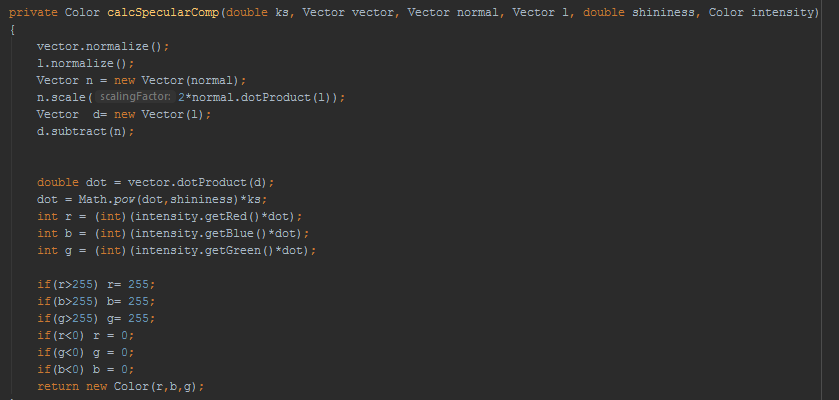 private Color calcSpecularComp(double ks, Vector vector, Vector normal, Vector l, double shininess, Color intensity)
{
vector.normalize();
l.normalize();
Vector n = new Vector(normal);
n.scale( scalingFactor: 2*normal.dotProduct(l));
Vector  d= new Vector(l);
d.subtract(n);
double dot = vector.dotProduct(d);
dot = Math.pow(dot,shininess)*ks;
int r = (int)(intensity.getRed()*dot);
int b = (int)(intensity.getBlue()*dot);
int g = (int)(intensity.getGreen()*dot);
if(r>255) r= 255;
if(b>255) b= 255;
if(g>255) g= 255;
if(r<0) r = 0;
if(g<0) g = 0;
if(b<0) b = 0;
return new Color(r,b,g);